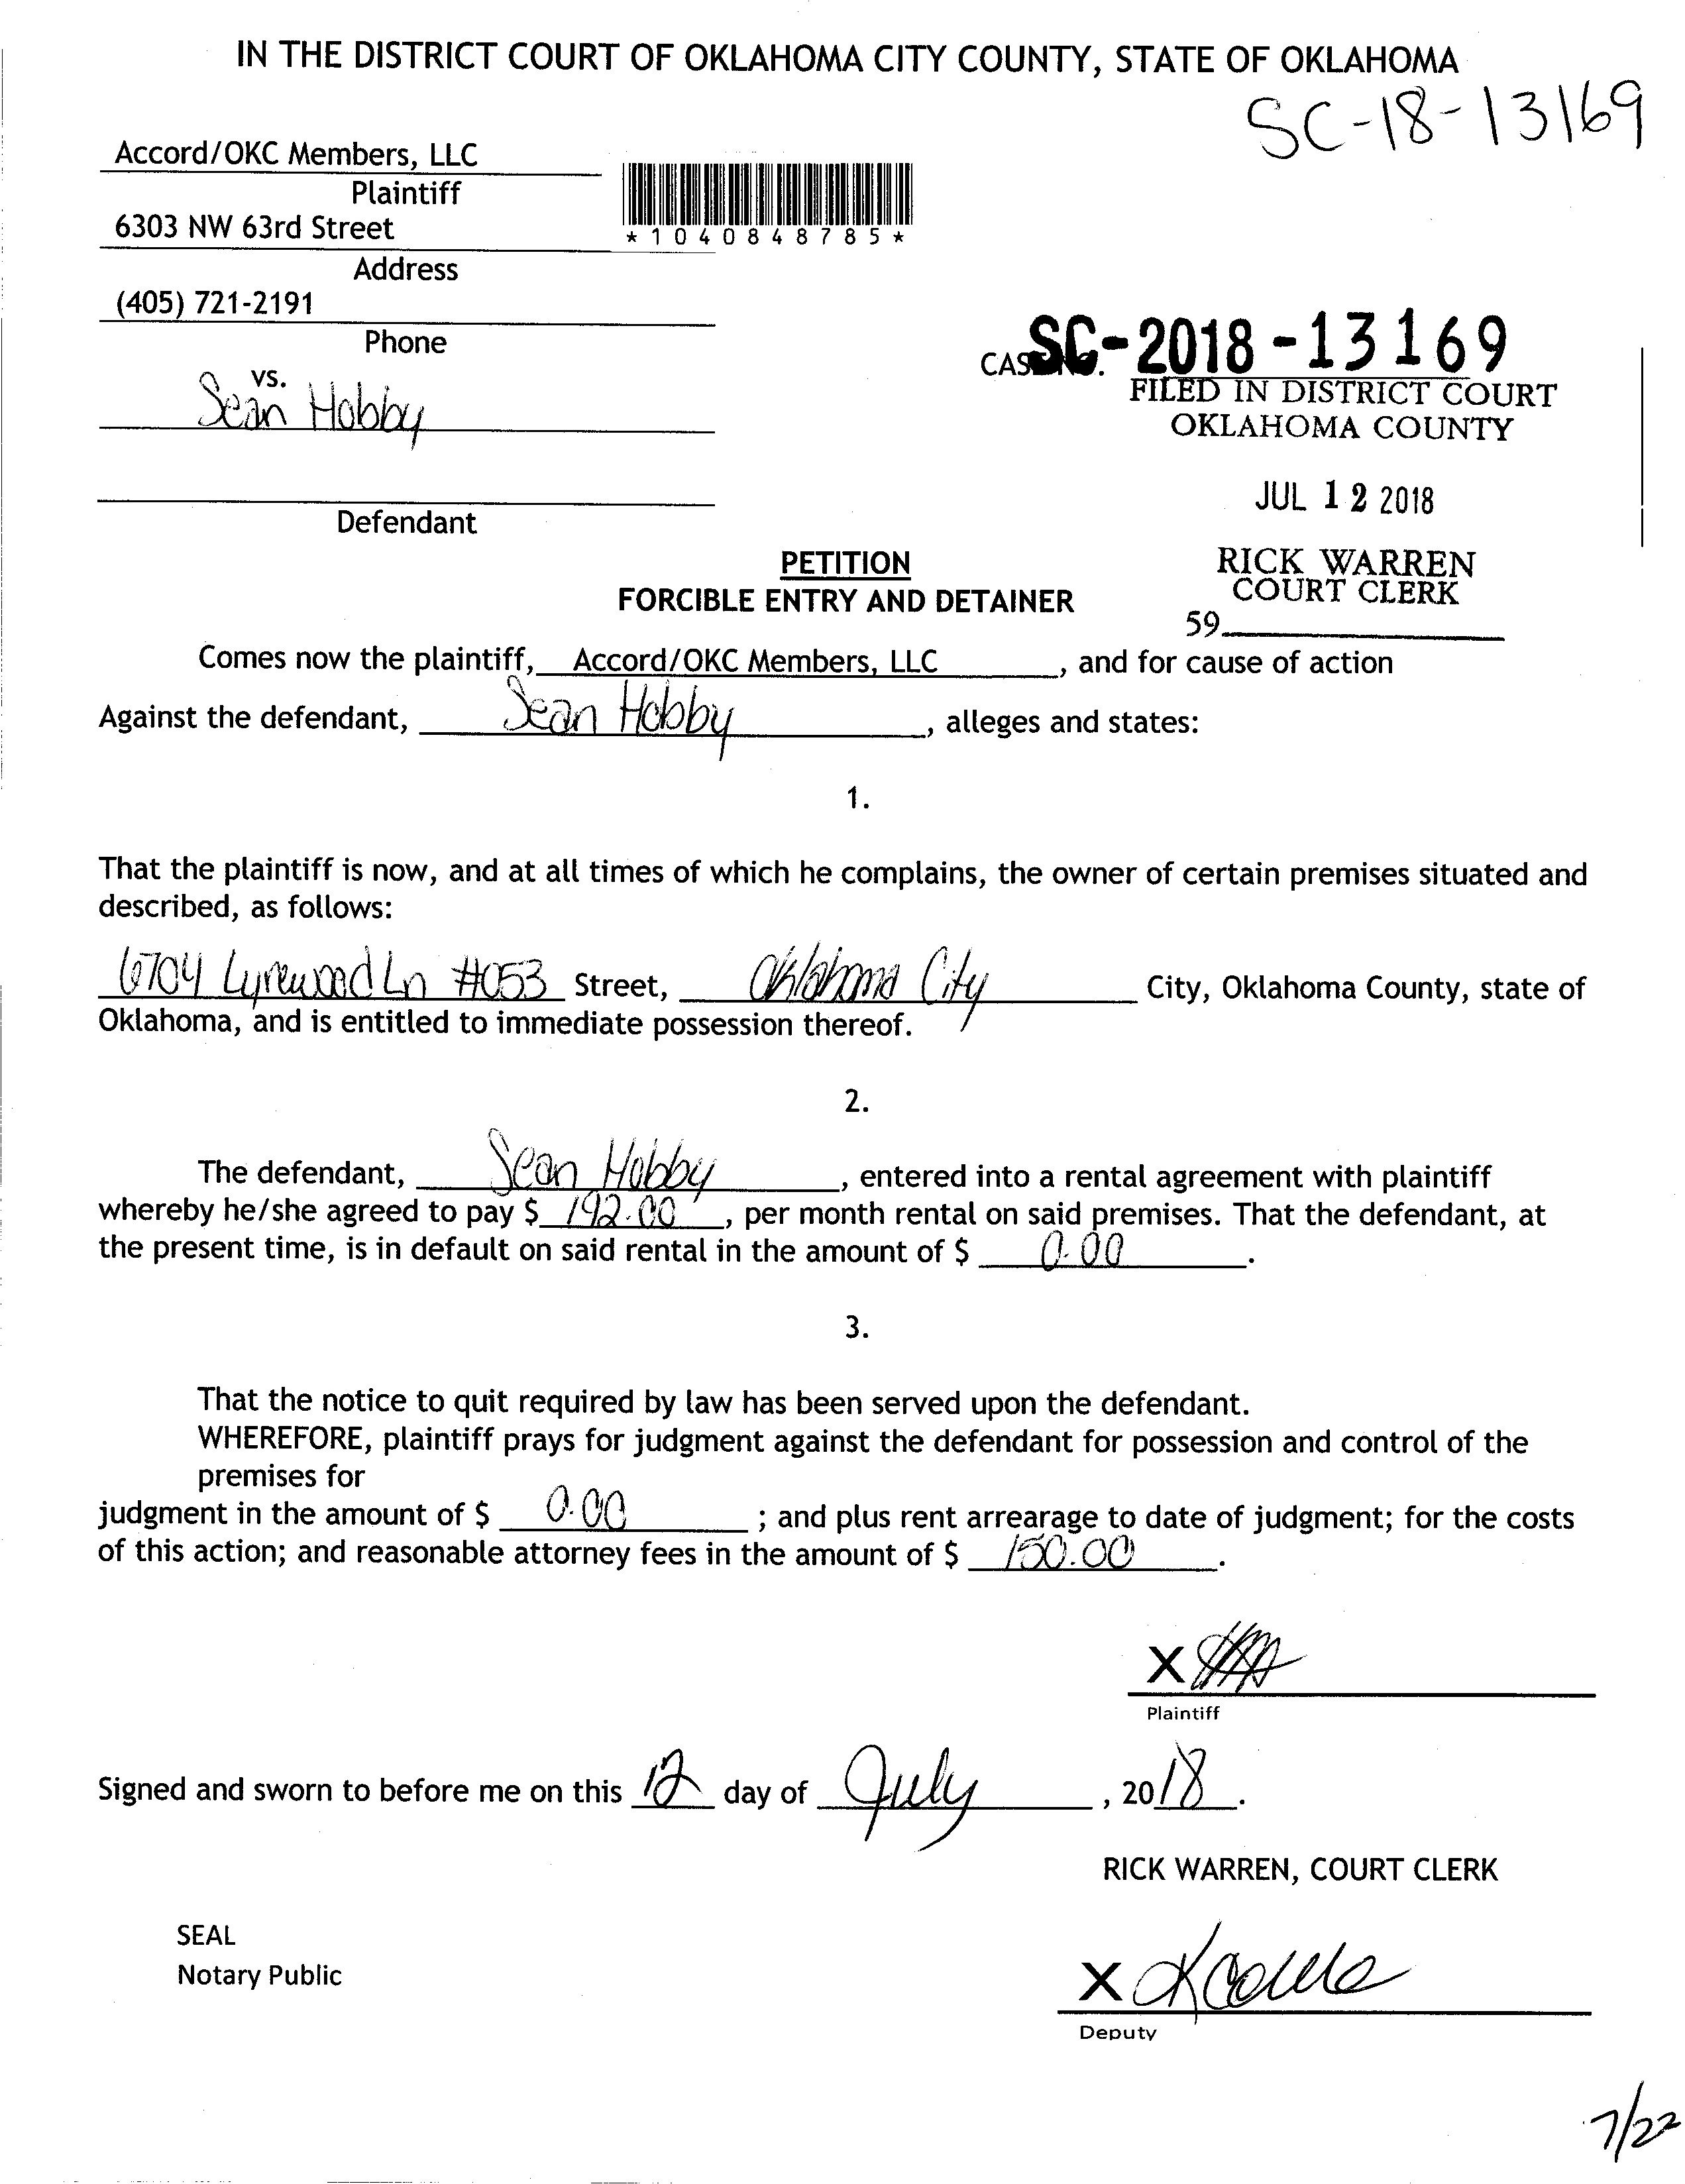 IN THE DISTRICT COURT OF OKLAHOMA CITY COUNTY, STATE OF OKLAHOMA
SC-18-13169
Accord/OKC Members, LLC
Plaintiff
6303 NW 63rd Street
*1040848785*
Address
(405) 721-2191
Phone
CASE NO. SC-2018-13169
FILED IN DISTRICT COURT
OKLAHOMA COUNTY
vs.
Sean Hobby
JUL 12 2018
Defendant
PETITION
RICK WARREN
COURT CLERK
FORCIBLE ENTRY AND DETAINER
59
Comes now the plaintiff, Accord/OKC Members, LLC, and for cause of action
Against the defendant, Sean Hobby, alleges and states:
1.
That the plaintiff is now, and at all times of which he complains, the owner of certain premises situated and
described, as follows:
6704 Lyrewood Ln #053 Street, Oklahoma City City, Oklahoma County, state of
Oklahoma, and is entitled to immediate possession thereof.
2.
The defendant, Sean Hobby, entered into a rental agreement with plaintiff
whereby he/she agreed to pay $ 192.00, per month rental on said premises. That the defendant, at
the present time, is in default on said rental in the amount of $ 0.00.
3.
That the notice to quit required by law has been served upon the defendant.
WHEREFORE, plaintiff prays for judgment against the defendant for possession and control of the
premises for
judgment in the amount of $ 0.00; and plus rent arrearage to date of judgment; for the costs
of this action; and reasonable attorney fees in the amount of $ 150.00.
X
Plaintiff
Signed and sworn to before me on this 12 day of July, 2018.
RICK WARREN, COURT CLERK
SEAL
Notary Public
X
Deputy
7/22